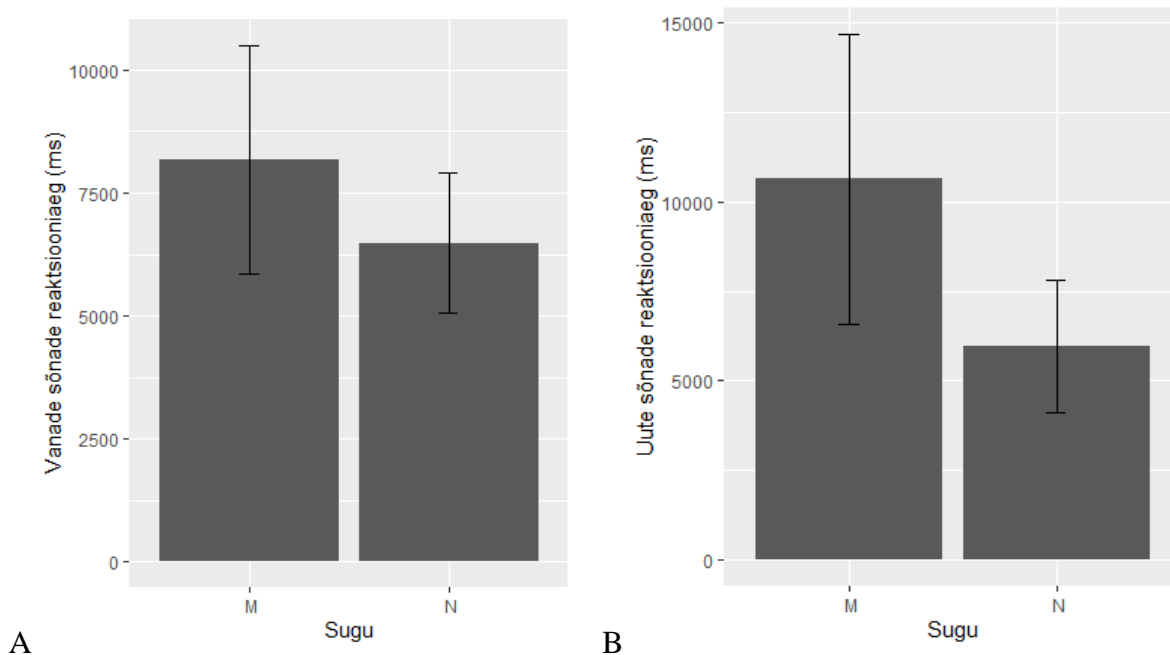 Vanade sõnade reaktsiooniaeg (ms)
10000
7500
5000
2500
0
M
N
Sugu
A
Uute sõnade reaktsiooniaeg (ms)
15000
10000
5000
0
M
N
Sugu
B